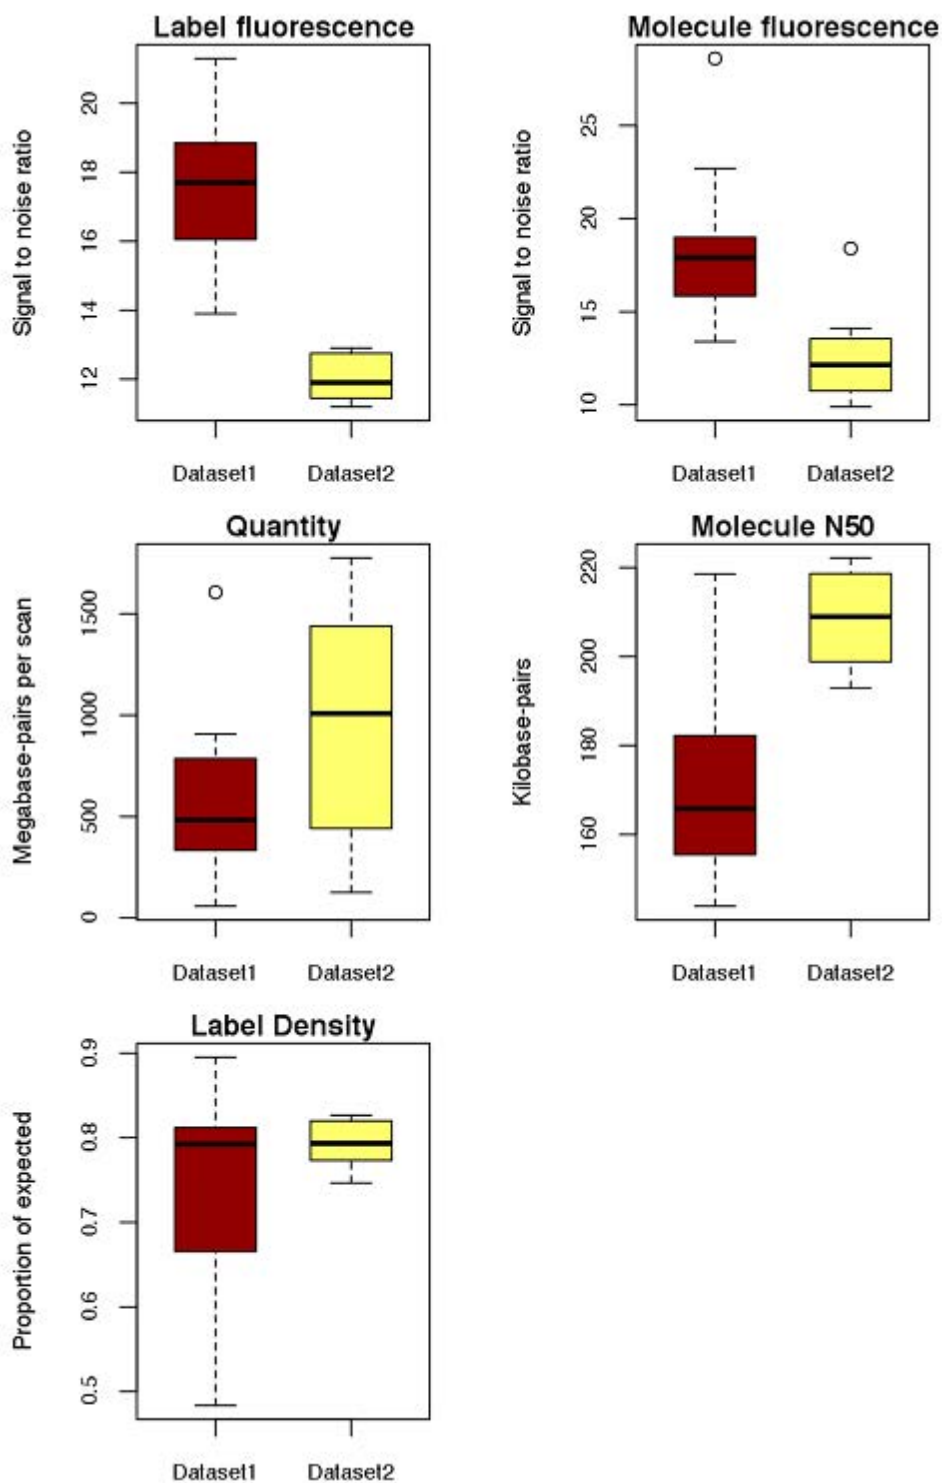 Label fluorescence
Signal to noise ratio
20
18
16
14
12
Dataset1 Dataset2
Molecule fluorescence
Signal to noise ratio
25
20
15
10
Dataset1 Dataset2
Quantity
Megabase-pairs per scan
1500
1000
500
0
Dataset1 Dataset2
Molecule N50
Kilobase-pairs
220
200
180
160
Dataset1 Dataset2
Label Density
Proportion of expected
0.9
0.8
0.7
0.6
0.5
Dataset1 Dataset2